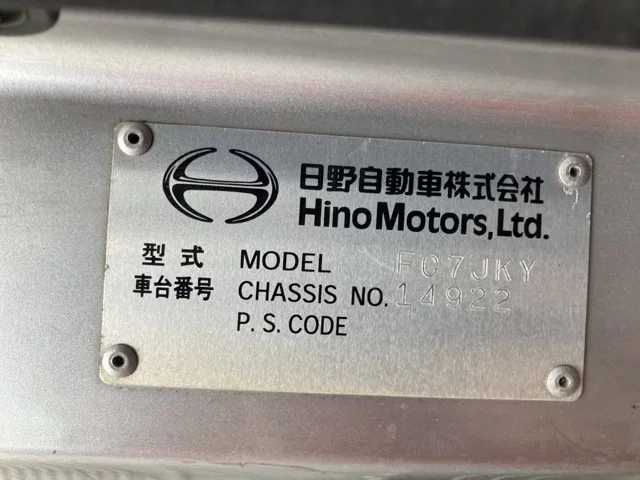 日野自動車株式会社
Hino Motors, Ltd.
型式 MODEL FC7JKY
車台番号 CHASSIS NO. 14922
P. S. CODE